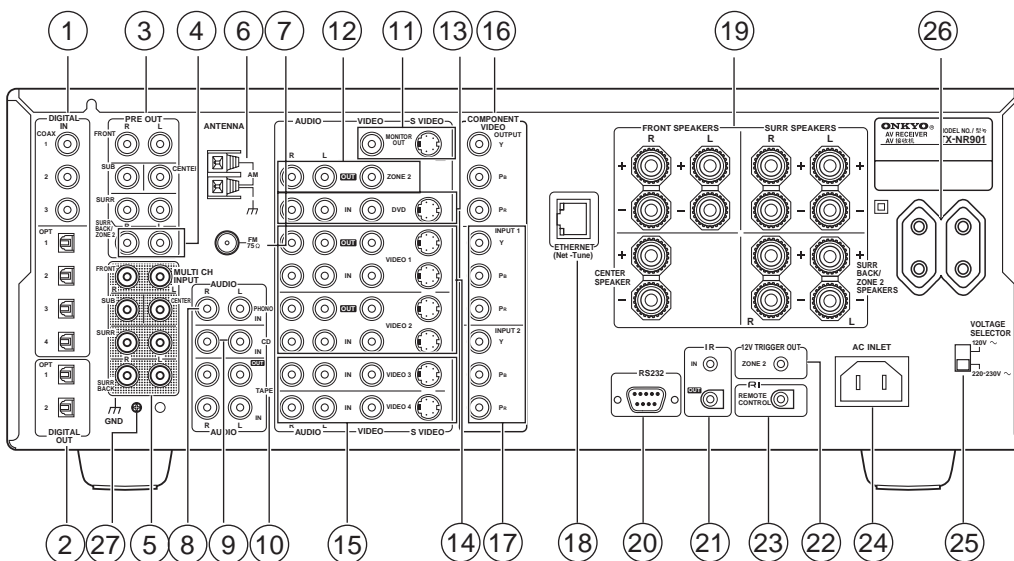 1 3 4 6 7 12 11 13 16 19 26
DIGITAL
IN
COAX
1
2
3
OPT
1
2
3
4
OPT
1
2
DIGITAL
OUT
PRE OUT
R L
FRONT
SUB
CENTER
SURR
SURR
BACK/
ZONE 2
MULTI CH
INPUT
FRONT
R L
SUB
CENTER
SURR
R L
SURR
BACK
GND
ANTENNA
AM
FM
75Ω
AUDIO
R L
PHONO
IN
CD
IN
OUT
TAPE
IN
R L
AUDIO
AUDIO VIDEO S VIDEO
MONITOR
OUT
R L
OUT ZONE 2
IN DVD
OUT
VIDEO 1
IN
OUT
VIDEO 2
IN
IN VIDEO 3
IN VIDEO 4
R L
AUDIO VIDEO S VIDEO
COMPONENT
VIDEO
OUTPUT
Y
PB
PR
INPUT 1
Y
PB
PR
INPUT 2
Y
PB
PR
ETHERNET
(Net -Tune)
FRONT SPEAKERS
R L
SURR SPEAKERS
R L
+ + + +
− − − −
CENTER
SPEAKER
+ +
− −
SURR
BACK/
ZONE 2
SPEAKERS
R L
RS232
IR
IN
OUT
12V TRIGGER OUT
ZONE 2
RI
REMOTE
CONTROL
AC INLET
ONKYO®
AV RECEIVER
AV 接收机
MODEL NO. / 型号
TX-NR901
VOLTAGE
SELECTOR
120V ~
220-230V ~
2 27 5 8 9 10 15 14 17 18 20 21 23 22 24 25